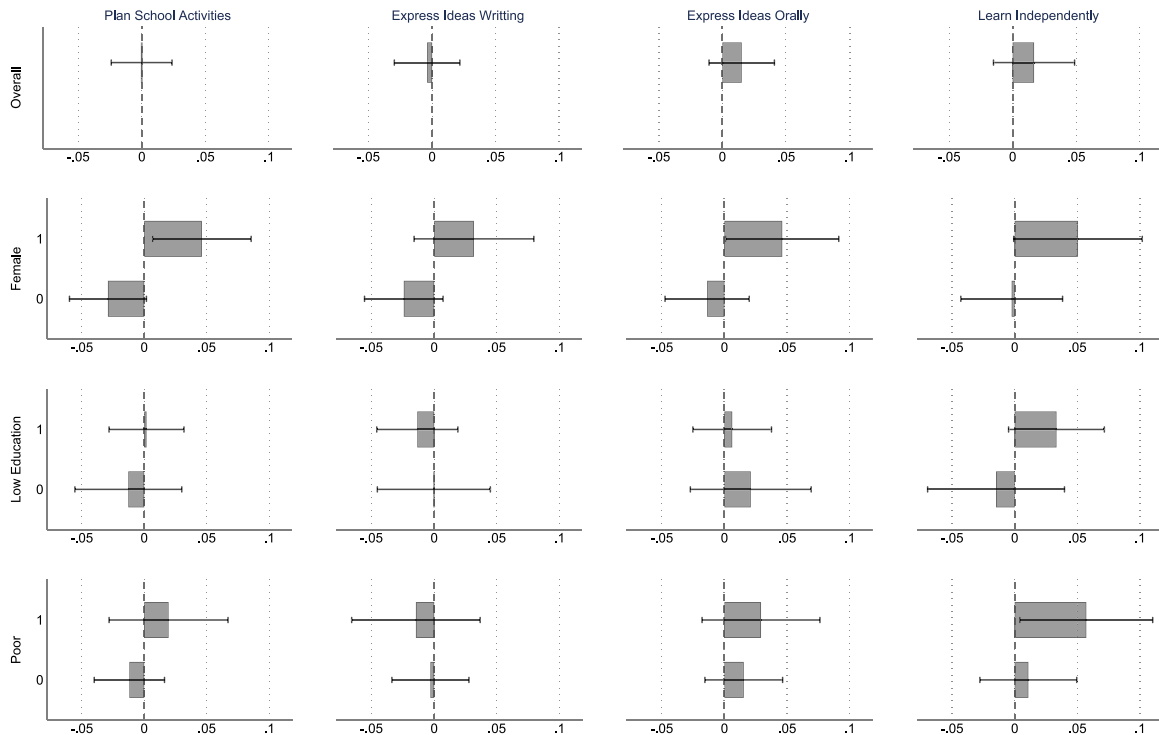 Plan School Activities Express Ideas Writting Express Ideas Orally Learn Independently
Overall
-.05 0 .05 .1 -.05 0 .05 .1 -.05 0 .05 .1 -.05 0 .05 .1
Female
1
0
-.05 0 .05 .1 -.05 0 .05 .1 -.05 0 .05 .1 -.05 0 .05 .1
Low Education
1
0
-.05 0 .05 .1 -.05 0 .05 .1 -.05 0 .05 .1 -.05 0 .05 .1
Poor
1
0
-.05 0 .05 .1 -.05 0 .05 .1 -.05 0 .05 .1 -.05 0 .05 .1